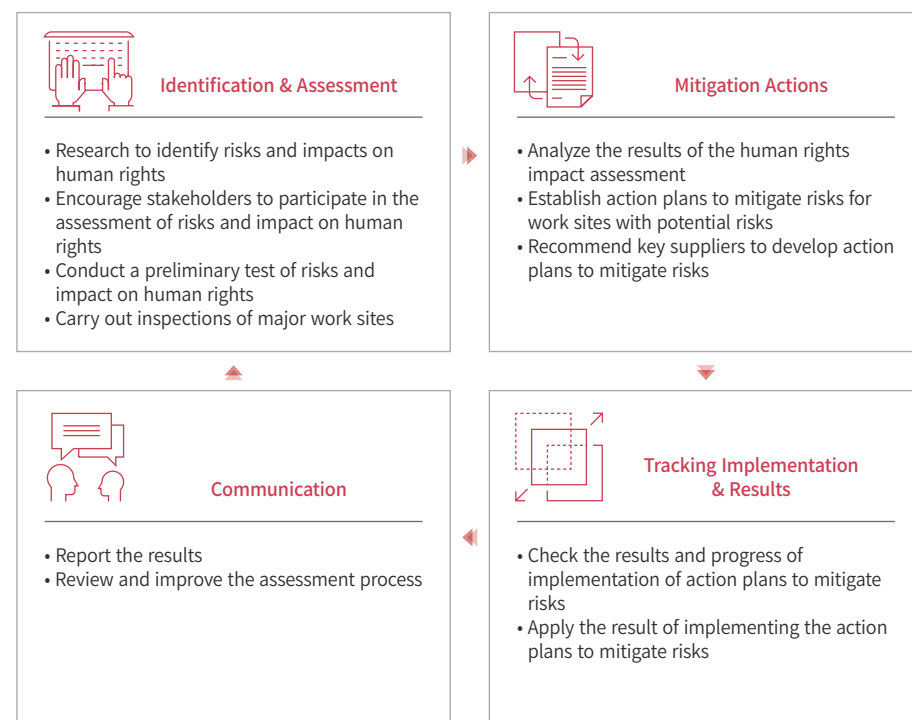 Identification & Assessment
• Research to identify risks and impacts on
human rights
• Encourage stakeholders to participate in the
assessment of risks and impact on human
rights
• Conduct a preliminary test of risks and
impact on human rights
• Carry out inspections of major work sites
Mitigation Actions
• Analyze the results of the human rights
impact assessment
• Establish action plans to mitigate risks for
work sites with potential risks
• Recommend key suppliers to develop action
plans to mitigate risks
Communication
• Report the results
• Review and improve the assessment process
Tracking Implementation
& Results
• Check the results and progress of
implementation of action plans to mitigate
risks
• Apply the result of implementing the action
plans to mitigate risks